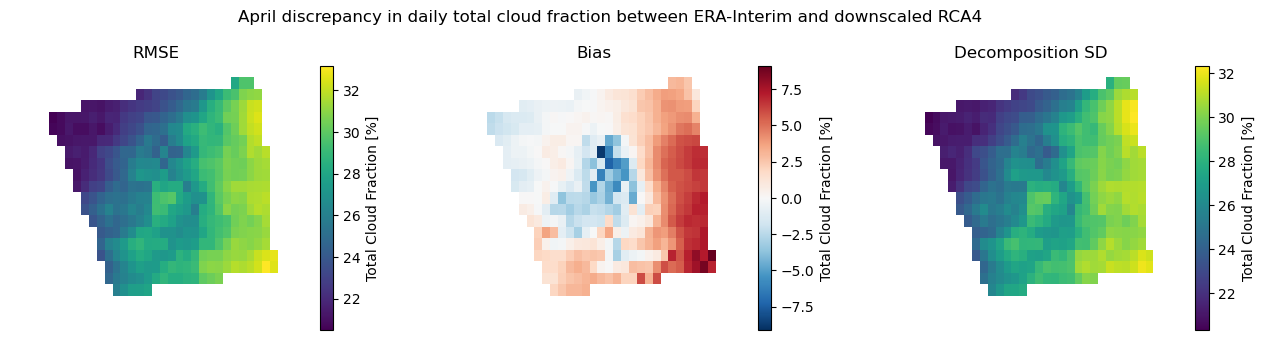 April discrepancy in daily total cloud fraction between ERA-Interim and downscaled RCA4
RMSE
Bias
Decomposition SD
32
30
28
26
24
22
Total Cloud Fraction [%]
7.5
5.0
2.5
0.0
−2.5
−5.0
−7.5
Total Cloud Fraction [%]
32
30
28
26
24
22
Total Cloud Fraction [%]